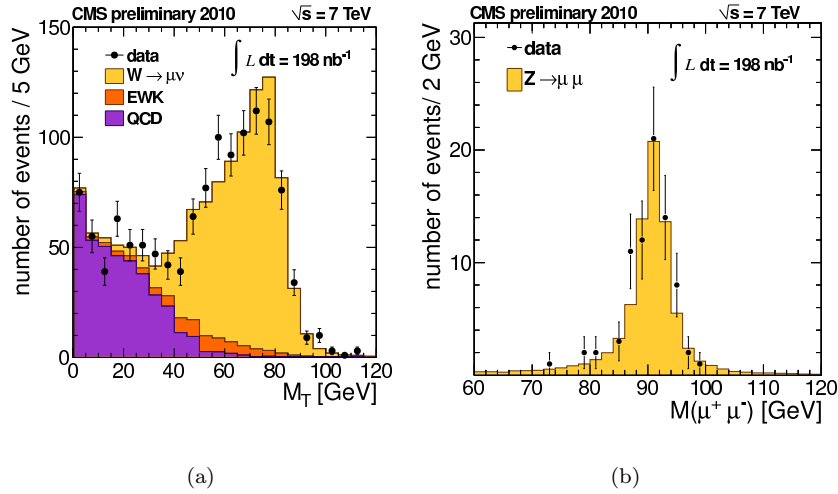 CMS preliminary 2010 √s = 7 TeV
number of events / 5 GeV
150
100
50
0
data
W→μν
EWK
QCD
∫ L dt = 198 nb⁻¹
0 20 40 60 80 100 120
M_T [GeV]
(a)
CMS preliminary 2010 √s = 7 TeV
number of events/ 2 GeV
30
20
10
0
data
Z→μ μ
∫ L dt = 198 nb⁻¹
60 70 80 90 100 110 120
M(μ⁺ μ⁻) [GeV]
(b)